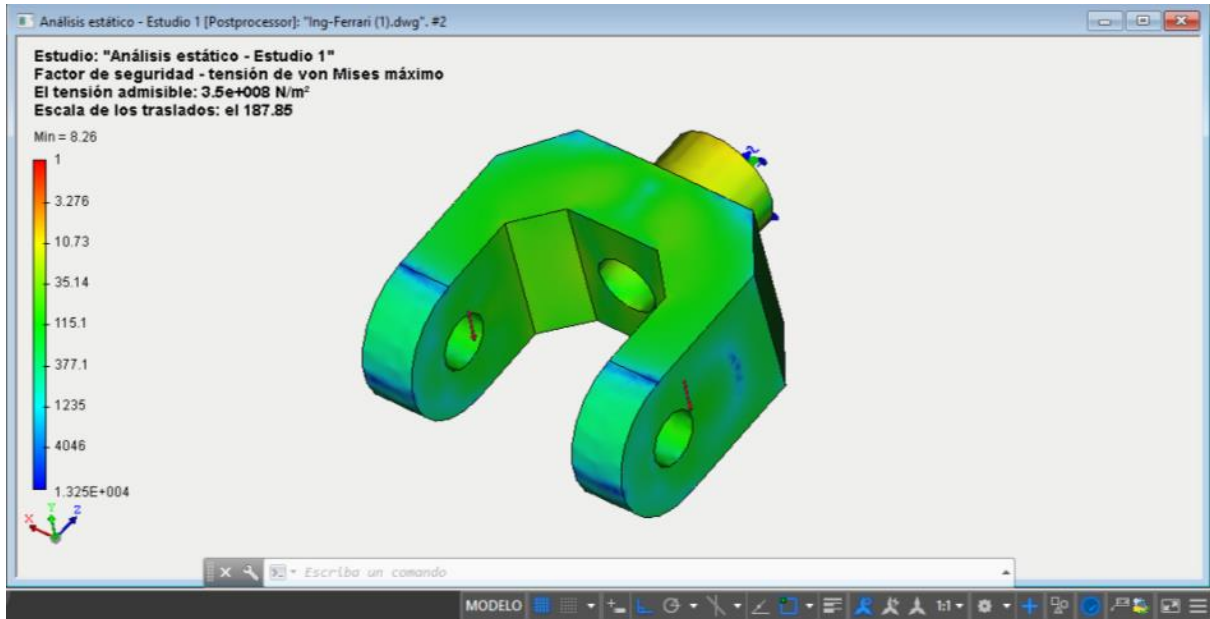 Análisis estático - Estudio 1 [Postprocessor]: "Ing-Ferrari (1).dwg". #2
Estudio: "Análisis estático - Estudio 1"
Factor de seguridad - tensión de von Mises máximo
El tensión admisible: 3.5e+008 N/m²
Escala de los traslados: el 187.85
Min = 8.26
1
3.276
10.73
35.14
115.1
377.1
1235
4046
1.325E+004
X Y Z
Escriba un comando
MODELO 1:1